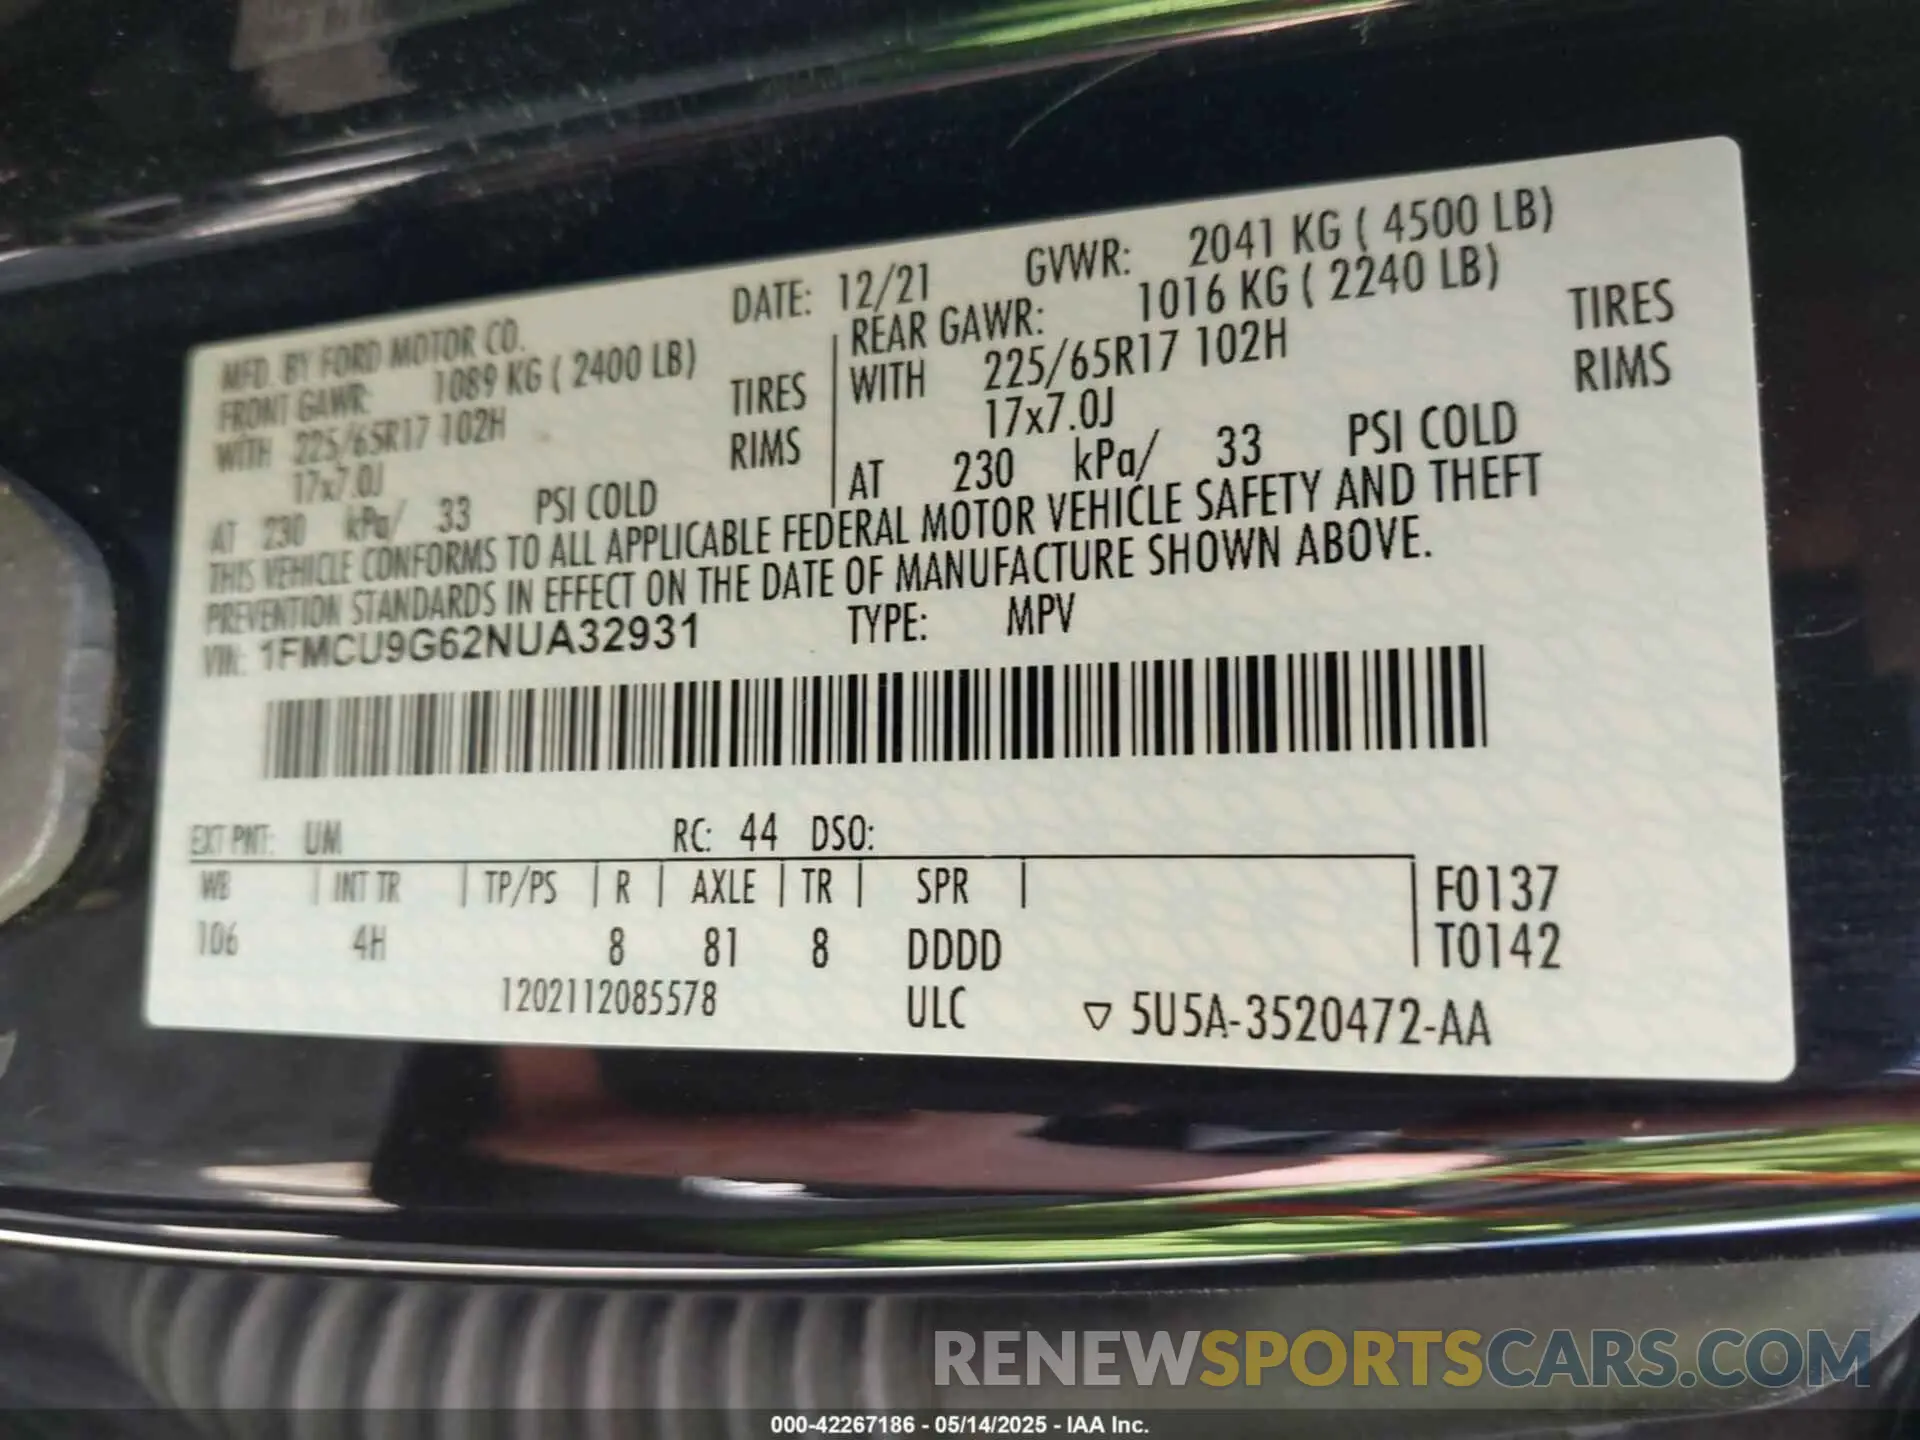 MFD. BY FORD MOTOR CO. DATE: 12/21 GVWR: 2041 KG ( 4500 LB)
FRONT GAWR: 1089 KG ( 2400 LB) REAR GAWR: 1016 KG ( 2240 LB)
WITH 225/65R17 102H TIRES WITH 225/65R17 102H TIRES
17x7.0J RIMS 17x7.0J RIMS
AT 230 kPa/ 33 PSI COLD AT 230 kPa/ 33 PSI COLD
THIS VEHICLE CONFORMS TO ALL APPLICABLE FEDERAL MOTOR VEHICLE SAFETY AND THEFT
PREVENTION STANDARDS IN EFFECT ON THE DATE OF MANUFACTURE SHOWN ABOVE.
VIN: 1FMCU9G62NUA32931 TYPE: MPV
EXT PNT: UM RC: 44 DSO:
WB | INT TR | TP/PS | R | AXLE | TR | SPR | F0137
106 4H 8 81 8 DDDD T0142
1202112085578 ULC ▽ 5U5A-3520472-AA
RENEWSPORTSCARS.COM
000-42267186 - 05/14/2025 - IAA Inc.